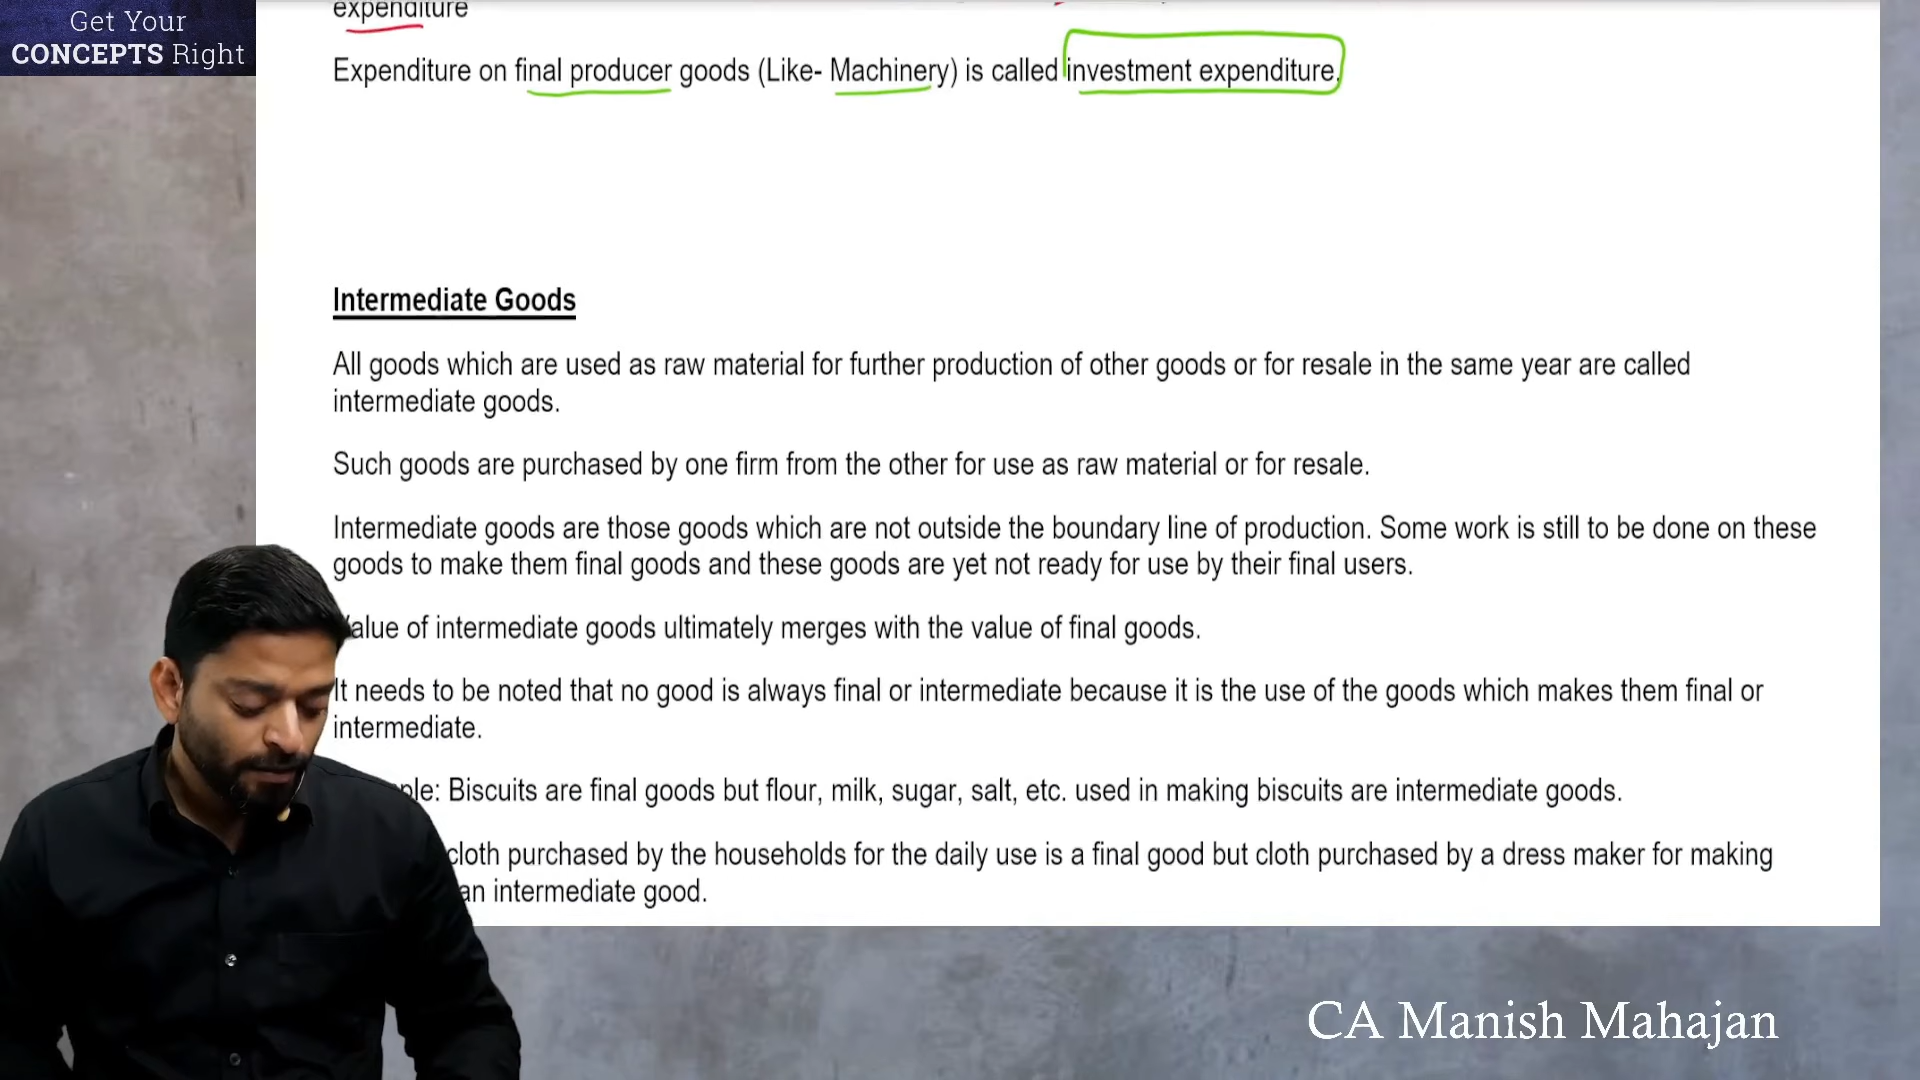 Get Your
CONCEPTS Right
expenditure
Expenditure on final producer goods (Like- Machinery) is called investment expenditure.
Intermediate Goods
All goods which are used as raw material for further production of other goods or for resale in the same year are called
intermediate goods.
Such goods are purchased by one firm from the other for use as raw material or for resale.
Intermediate goods are those goods which are not outside the boundary line of production. Some work is still to be done on these
goods to make them final goods and these goods are yet not ready for use by their final users.
alue of intermediate goods ultimately merges with the value of final goods.
It needs to be noted that no good is always final or intermediate because it is the use of the goods which makes them final or
intermediate.
ple: Biscuits are final goods but flour, milk, sugar, salt, etc. used in making biscuits are intermediate goods.
cloth purchased by the households for the daily use is a final good but cloth purchased by a dress maker for making
an intermediate good.
CA Manish Mahajan